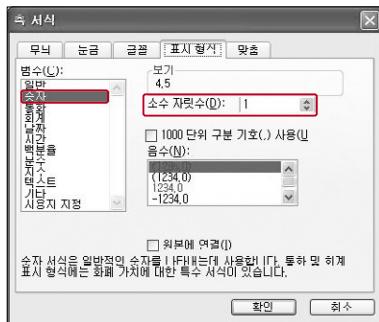 축 서식
무늬 눈금 글꼴 표시 형식 맞춤
범주(C):
일반
숫자
통화
회계
날짜
시간
백분율
분수
지수
텍스트
기타
사용자 지정
보기
4,5
소수 자릿수(D): 1
1000 단위 구분 기호(,) 사용(U
음수(N):
(1234,0)
1234,0
-1234,0
원본에 연결(I)
숫자 서식은 일반적인 숫자를 나타내는데 사용합니다. 통화 및 회계
표시 형식에는 화폐 가치에 대한 특수 서식이 있습니다.
확인 취소